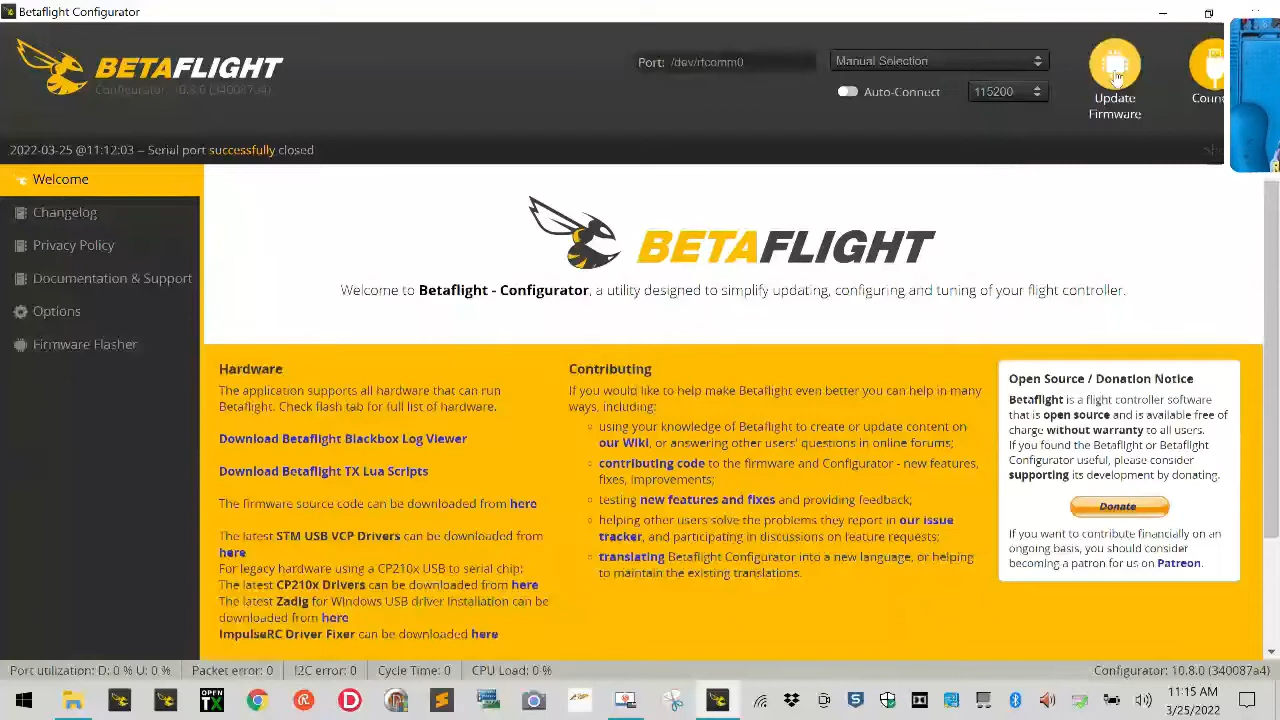 Betaflight Configurator
BETAFLIGHT
Configurator 10.8.0 (340087a4)
Port: /dev/rfcomm0
Manual Selection
Auto-Connect
115200
Update
Firmware
Conn
2022-03-25 @11:12:03 -- Serial port successfully closed
Welcome
Changelog
Privacy Policy
Documentation & Support
Options
Firmware Flasher
BETAFLIGHT
Welcome to Betaflight - Configurator, a utility designed to simplify updating, configuring and tuning of your flight controller.
Hardware
The application supports all hardware that can run
Betaflight. Check flash tab for full list of hardware.
Download Betaflight Blackbox Log Viewer
Download Betaflight TX Lua Scripts
The firmware source code can be downloaded from here
The latest STM USB VCP Drivers can be downloaded from
here
For legacy hardware using a CP210x USB to serial chip:
The latest CP210x Drivers can be downloaded from here
The latest Zadig for Windows USB driver installation can be
downloaded from here
ImpulseRC Driver Fixer can be downloaded here
Contributing
If you would like to help make Betaflight even better you can help in many
ways, including:
using your knowledge of Betaflight to create or update content on
our Wiki, or answering other users' questions in online forums;
contributing code to the firmware and Configurator - new features,
fixes, improvements;
testing new features and fixes and providing feedback;
helping other users solve the problems they report in our issue
tracker, and participating in discussions on feature requests;
translating Betaflight Configurator into a new language, or helping
to maintain the existing translations.
Open Source / Donation Notice
Betaflight is a flight controller software
that is open source and is available free of
charge without warranty to all users.
If you found the Betaflight or Betaflight
Configurator useful, please consider
supporting its development by donating.
Donate
If you want to contribute financially on an
ongoing basis, you should consider
becoming a patron for us on Patreon.
Port utilization: D: 0 % U: 0 %
Packet error: 0
I2C error: 0
Cycle Time: 0
CPU Load: 0 %
Configurator: 10.8.0 (340087a4)
OPEN
TX
11:15 AM
3/25/2022